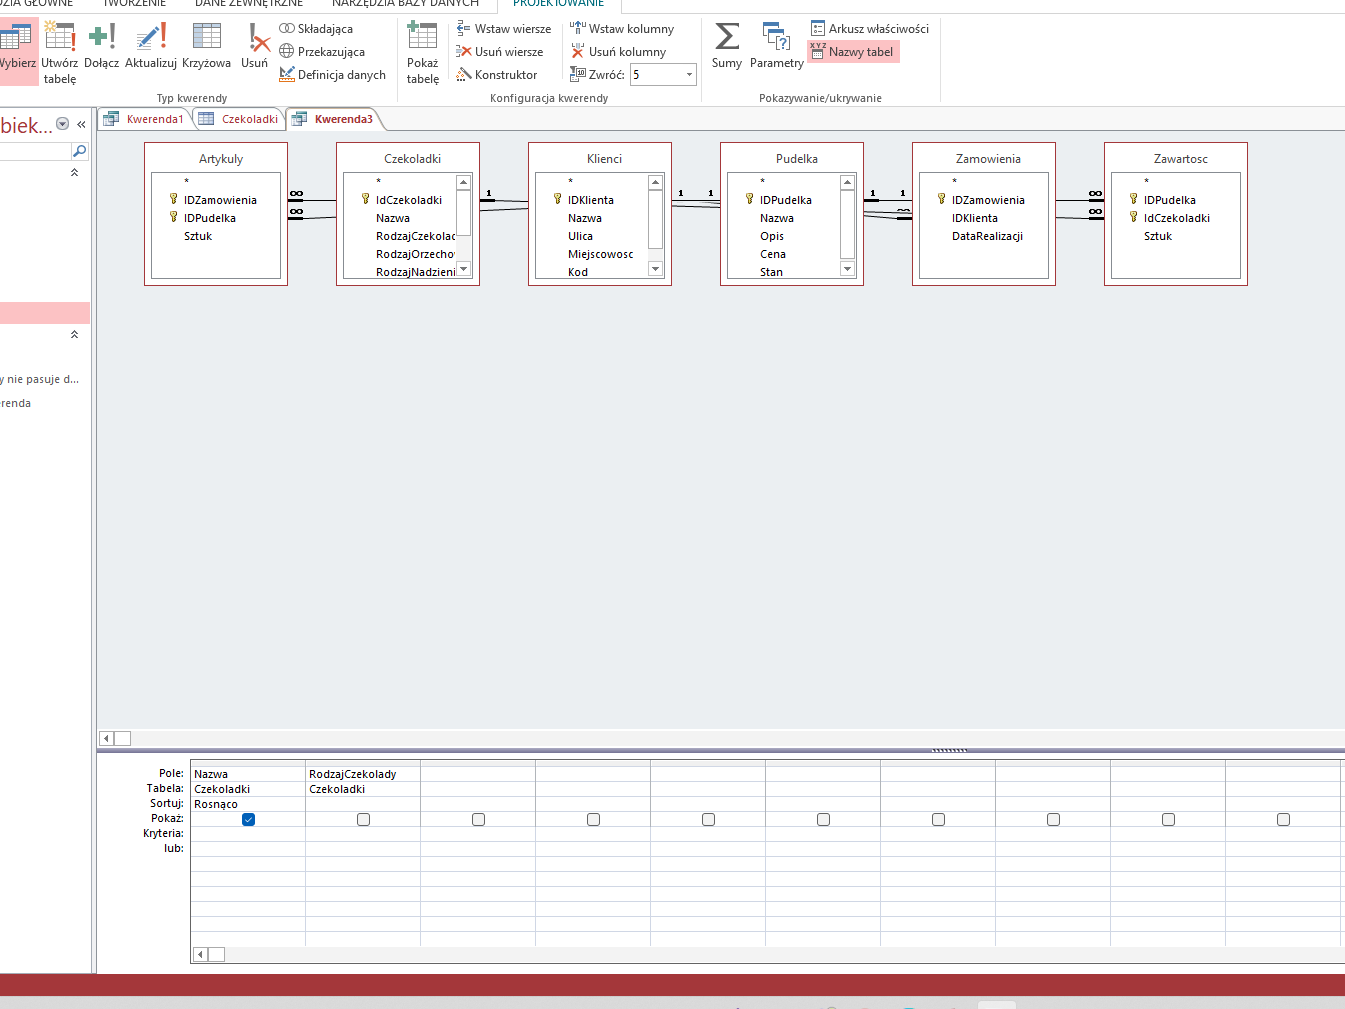 DZIA GŁÓWNE TWORZENIE DANE ZEWNĘTRZNE NARZĘDZIA BAZY DANYCH PROJEKTOWANIE
Wybierz Utwórz tabelę Dołącz Aktualizuj Krzyżowa Usuń
Składająca
Przekazująca
Definicja danych
Typ kwerendy
Pokaż tabelę
Wstaw wiersze
Usuń wiersze
Konstruktor
Wstaw kolumny
Usuń kolumny
Zwróć: 5
Konfiguracja kwerendy
Sumy Parametry
Arkusz właściwości
XYZ Nazwy tabel
Pokazywanie/ukrywanie
biek... «
y nie pasuje d...
erenda
Kwerenda1 Czekoladki Kwerenda3
Artykuly
*
IDZamowienia
IDPudelka
Sztuk
∞
∞
Czekoladki
*
IdCzekoladki
Nazwa
RodzajCzekolac
RodzajOrzecho
RodzajNadzieni
1
Klienci
*
IDKlienta
Nazwa
Ulica
Miejscowosc
Kod
1 1
Pudelka
*
IDPudelka
Nazwa
Opis
Cena
Stan
1 1
∞
Zamowienia
*
IDZamowienia
IDKlienta
DataRealizacji
∞
∞
Zawartosc
*
IDPudelka
IdCzekoladki
Sztuk
Pole: Nazwa RodzajCzekolady
Tabela: Czekoladki Czekoladki
Sortuj: Rosnąco
Pokaż:
Kryteria:
lub: